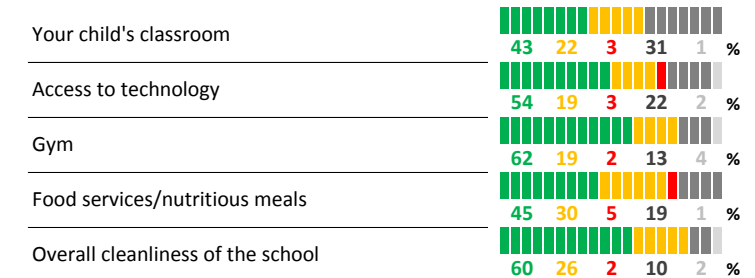 Your child's classroom
43 22 3 31 1 %
Access to technology
54 19 3 22 2 %
Gym
62 19 2 13 4 %
Food services/nutritious meals
45 30 5 19 1 %
Overall cleanliness of the school
60 26 2 10 2 %